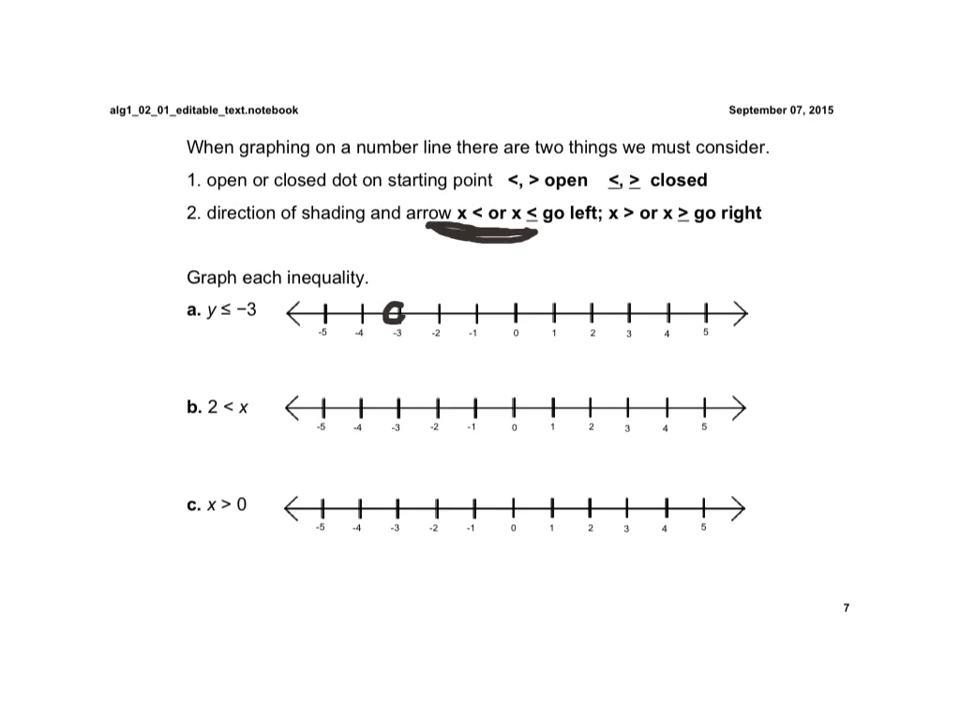 alg1_02_01_editable_text.notebook September 07, 2015
When graphing on a number line there are two things we must consider.
1. open or closed dot on starting point <, > open ≤, ≥ closed
2. direction of shading and arrow x < or x ≤ go left; x > or x ≥ go right
Graph each inequality.
a. y ≤ −3
-5 -4 -3 -2 -1 0 1 2 3 4 5
b. 2 < x
-5 -4 -3 -2 -1 0 1 2 3 4 5
c. x > 0
-5 -4 -3 -2 -1 0 1 2 3 4 5
7